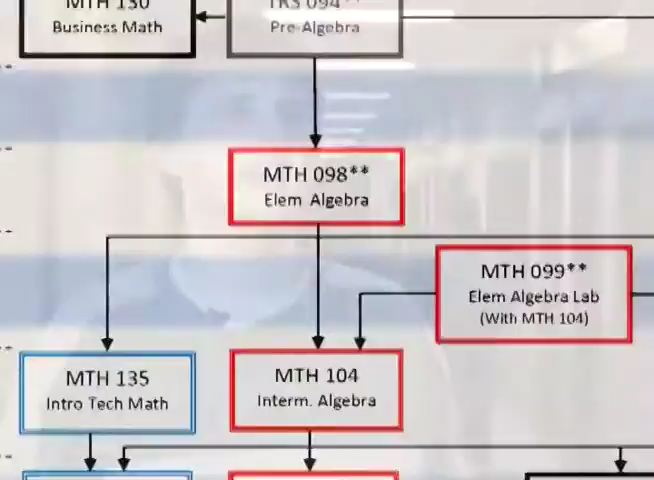 MTH 130
Business Math
TRS 094**
Pre-Algebra
MTH 098**
Elem Algebra
MTH 099**
Elem Algebra Lab
(With MTH 104)
MTH 135
Intro Tech Math
MTH 104
Interm. Algebra